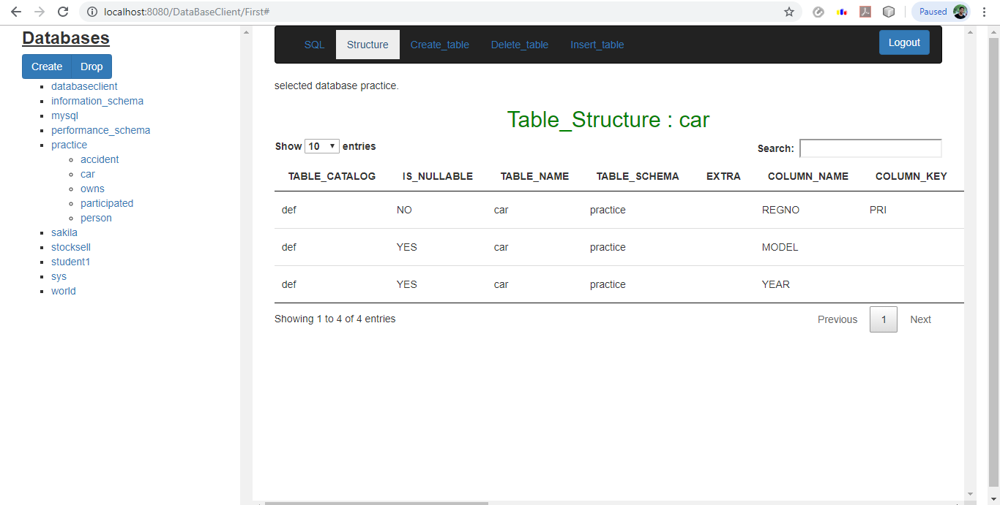 localhost:8080/DataBaseClient/First#
Paused
Databases
Create Drop
databaseclient
information_schema
mysql
performance_schema
practice
accident
car
owns
participated
person
sakila
stocksell
student1
sys
world
SQL Structure Create_table Delete_table Insert_table Logout
selected database practice.
Table_Structure : car
Show 10 entries Search:
TABLE_CATALOG IS_NULLABLE TABLE_NAME TABLE_SCHEMA EXTRA COLUMN_NAME COLUMN_KEY
def NO car practice REGNO PRI
def YES car practice MODEL
def YES car practice YEAR
Showing 1 to 4 of 4 entries Previous 1 Next